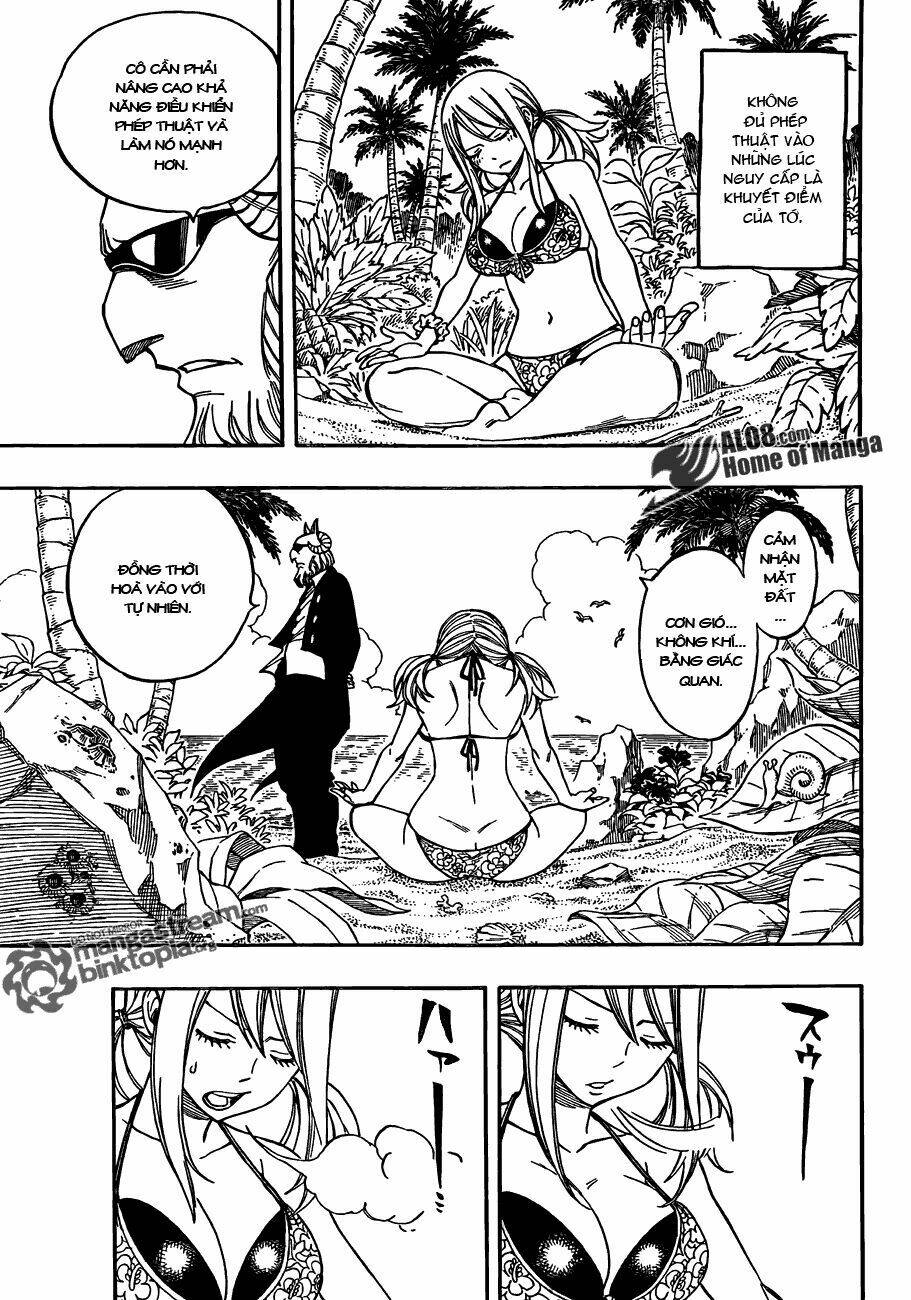 KHÔNG
ĐỦ PHÉP
THUẬT VÀO
NHỮNG LÚC
NGUY CẤP LÀ
KHUYẾT ĐIỂM
CỦA TỚ.
CÔ CẦN PHẢI
NÂNG CAO KHẢ
NĂNG ĐIỀU KHIỂN
PHÉP THUẬT VÀ
LÀM NÓ MẠNH
HƠN.
AL08.com
Home of Manga
CẢM
NHẬN
MẶT
ĐẤT
...
CƠN GIÓ...
KHÔNG KHÍ...
BẰNG GIÁC
QUAN.
ĐỒNG THỜI
HOÀ VÀO VỚI
TỰ NHIÊN.
mangastream.com
binktopia.org
スゥー
ハァー